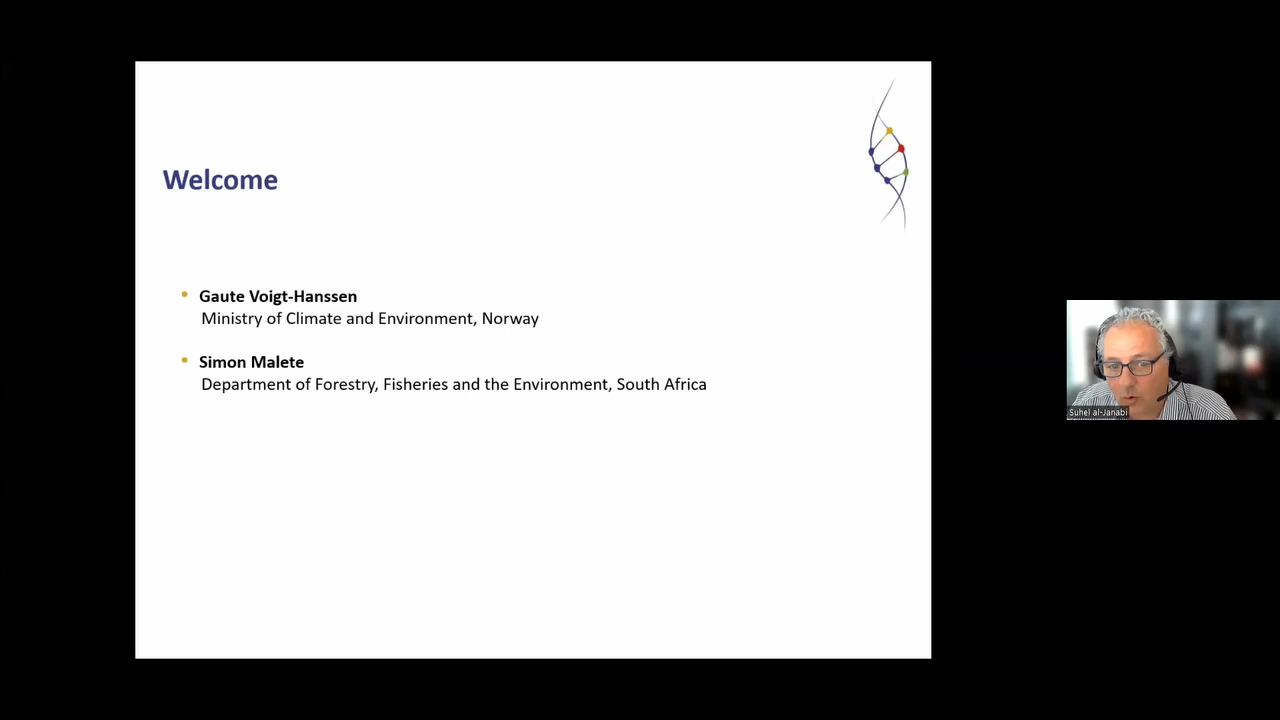 Welcome
Gaute Voigt-Hanssen
Ministry of Climate and Environment, Norway
Simon Malete
Department of Forestry, Fisheries and the Environment, South Africa
Suhel al-Janabi